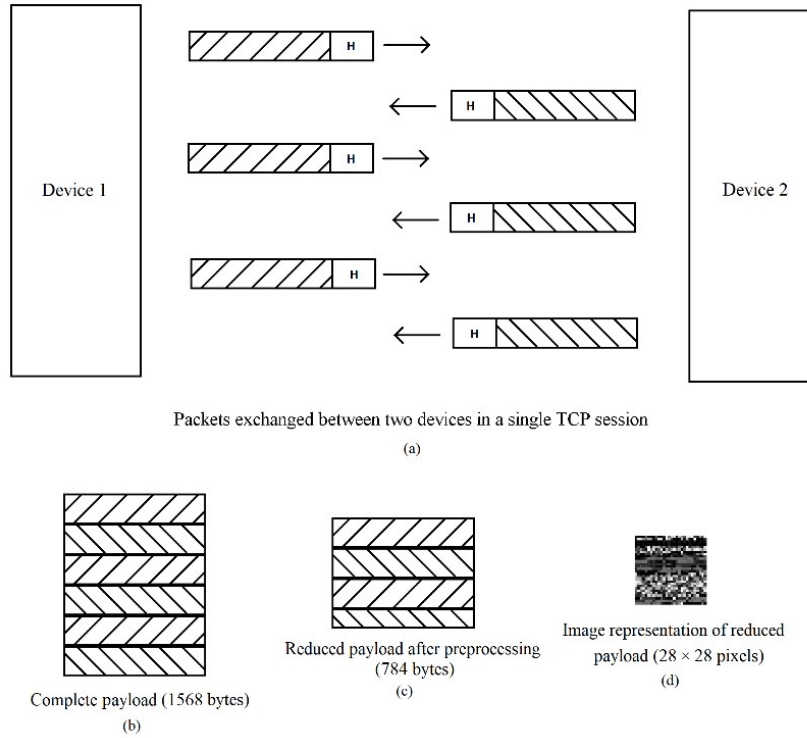 H
H
H
Device 1
Device 2
H
H
H
Packets exchanged between two devices in a single TCP session
(a)
Complete payload (1568 bytes)
(b)
Reduced payload after preprocessing
(784 bytes)
(c)
Image representation of reduced
payload (28 × 28 pixels)
(d)